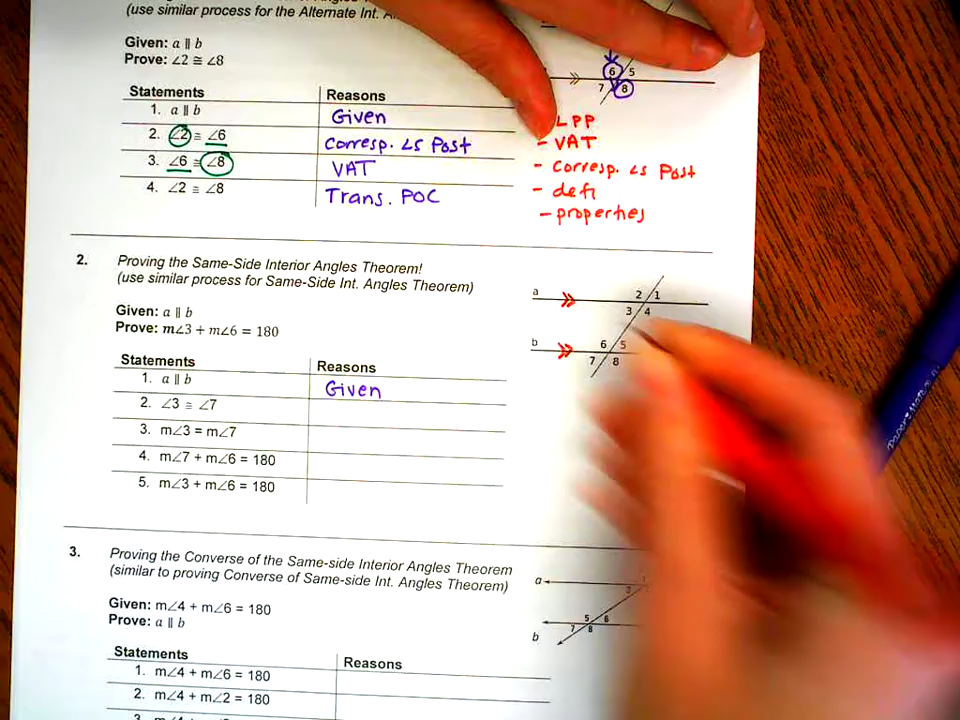 (use similar process for the Alternate Int.
Given: a ∥ b
Prove: ∠2 ≅ ∠8
Statements Reasons
1. a ∥ b Given
2. ∠2 ≅ ∠6 Corresp. ∠s Post
3. ∠6 ≅ ∠8 VAT
4. ∠2 ≅ ∠8 Trans. POC
6 5
7 8
LPP
- VAT
- Corresp. ∠s Post
- defi
- properties
2. Proving the Same-Side Interior Angles Theorem!
(use similar process for Same-Side Int. Angles Theorem)
Given: a ∥ b
Prove: m∠3 + m∠6 = 180
Statements Reasons
1. a ∥ b Given
2. ∠3 ≅ ∠7
3. m∠3 = m∠7
4. m∠7 + m∠6 = 180
5. m∠3 + m∠6 = 180
a 2 1
3 4
b 6 5
7 8
3. Proving the Converse of the Same-side Interior Angles Theorem
(similar to proving Converse of Same-side Int. Angles Theorem)
Given: m∠4 + m∠6 = 180
Prove: a ∥ b
Statements Reasons
1. m∠4 + m∠6 = 180
2. m∠4 + m∠2 = 180
a 1
3
5 6
b 7 8